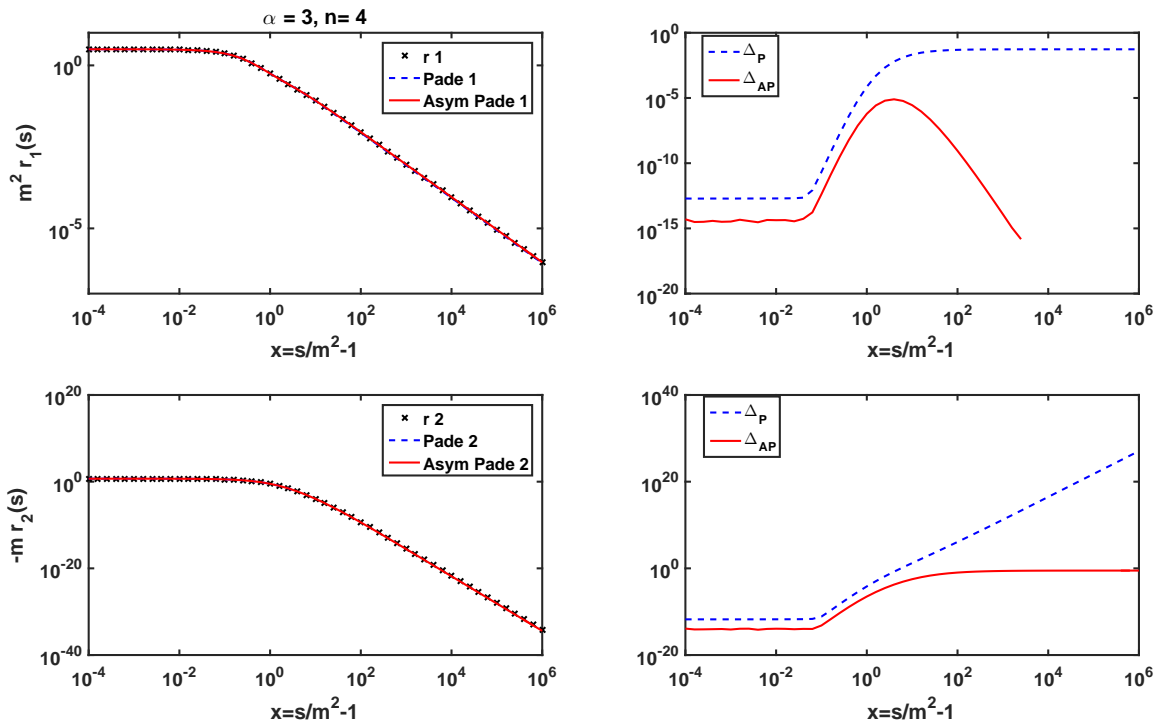 α = 3, n= 4
m² r₁(s)
10⁰
10⁻⁵
r 1
Pade 1
Asym Pade 1
10⁻⁴ 10⁻² 10⁰ 10² 10⁴ 10⁶
x=s/m²-1
10⁰
10⁻⁵
10⁻¹⁰
10⁻¹⁵
10⁻²⁰
Δ_P
Δ_AP
10⁻⁴ 10⁻² 10⁰ 10² 10⁴ 10⁶
x=s/m²-1
-m r₂(s)
10²⁰
10⁰
10⁻²⁰
10⁻⁴⁰
r 2
Pade 2
Asym Pade 2
10⁻⁴ 10⁻² 10⁰ 10² 10⁴ 10⁶
x=s/m²-1
10⁴⁰
10²⁰
10⁰
10⁻²⁰
Δ_P
Δ_AP
10⁻⁴ 10⁻² 10⁰ 10² 10⁴ 10⁶
x=s/m²-1